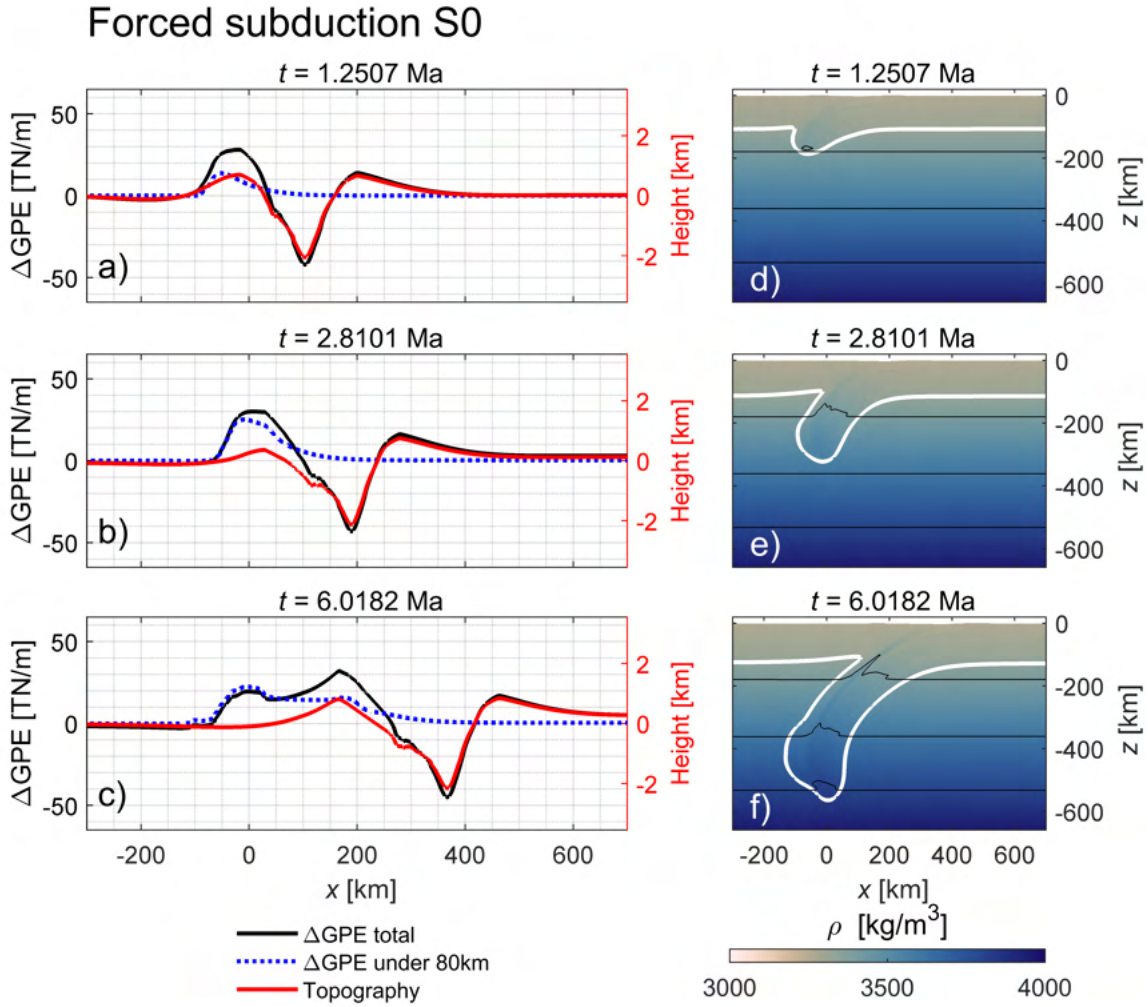 Forced subduction S0
t = 1.2507 Ma
50
0
-50
ΔGPE [TN/m]
2
0
-2
Height [km]
a)
t = 1.2507 Ma
0
-200
-400
-600
z [km]
d)
t = 2.8101 Ma
50
0
-50
ΔGPE [TN/m]
2
0
-2
Height [km]
b)
t = 2.8101 Ma
0
-200
-400
-600
z [km]
e)
t = 6.0182 Ma
50
0
-50
ΔGPE [TN/m]
2
0
-2
Height [km]
c)
-200 0 200 400 600
x [km]
t = 6.0182 Ma
0
-200
-400
-600
z [km]
f)
-200 0 200 400 600
x [km]
ΔGPE total
ΔGPE under 80km
Topography
ρ [kg/m³]
3000 3500 4000